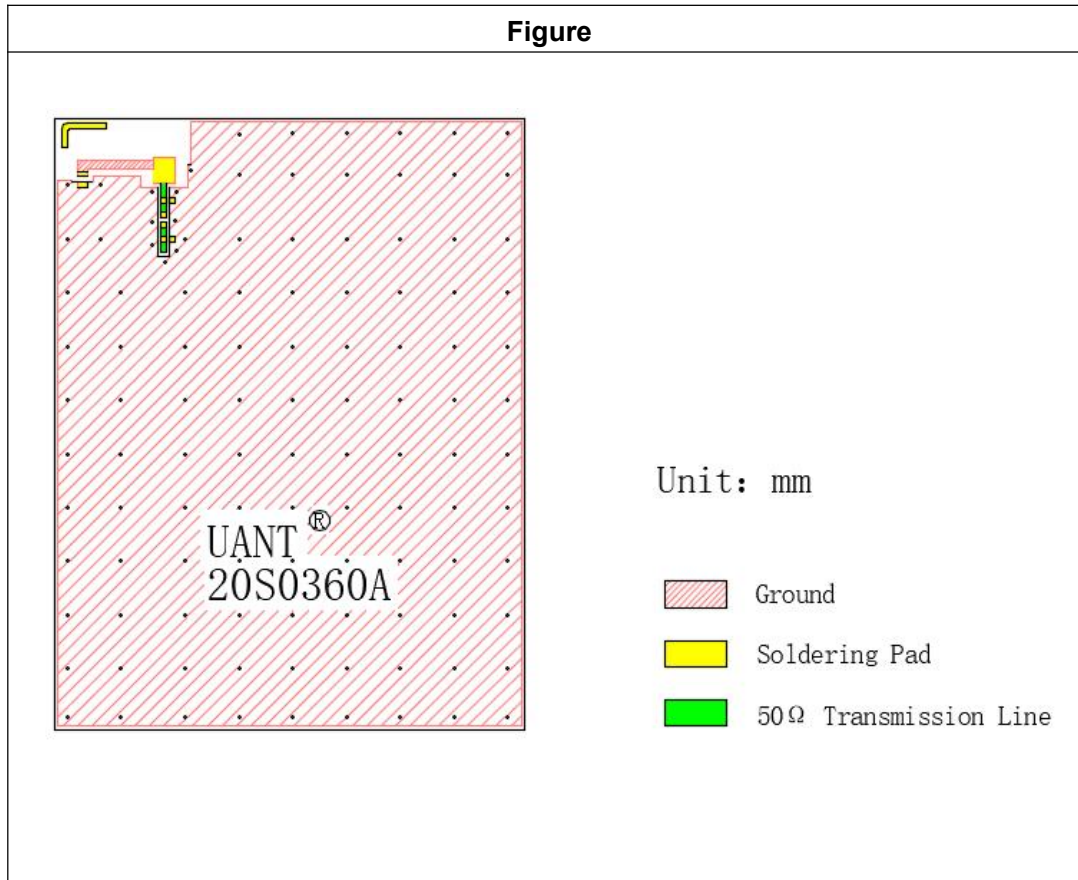 Figure
UANT®
20S0360A
Unit: mm
Ground
Soldering Pad
50Ω Transmission Line